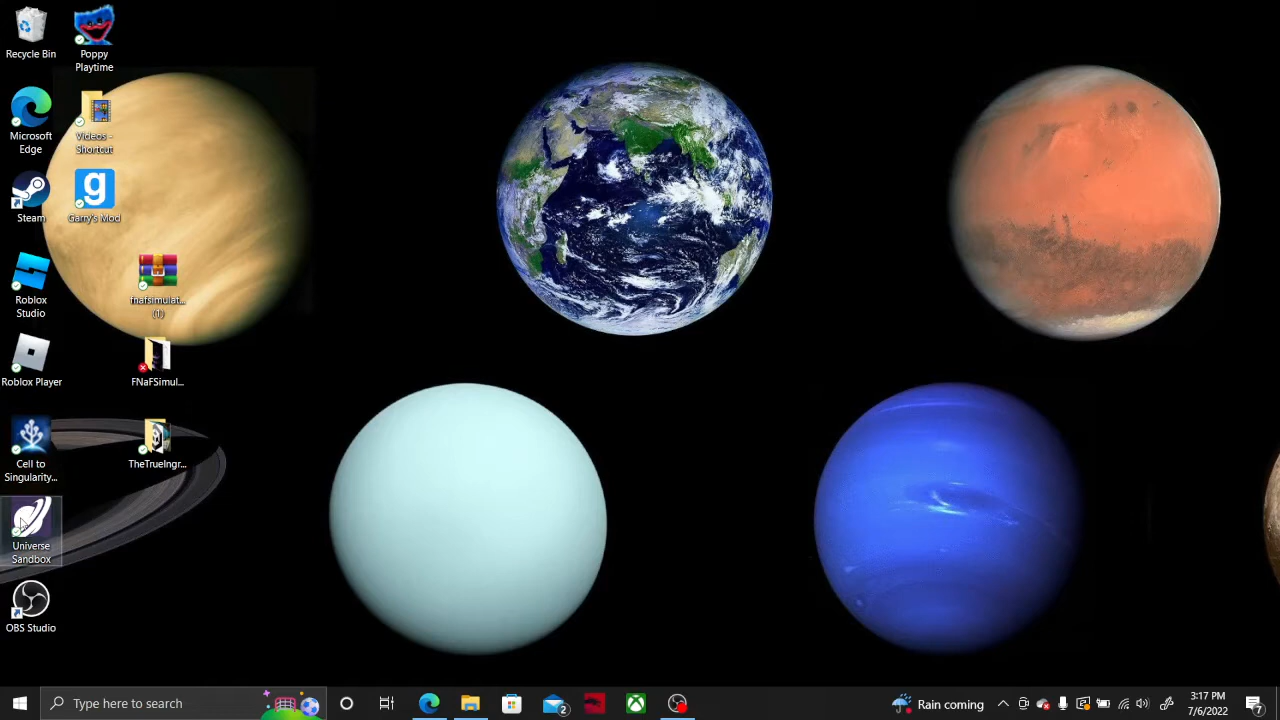 Recycle Bin
Poppy
Playtime
Microsoft
Edge
Videos -
Shortcut
Steam
g
Garry's Mod
Roblox
Studio
fnafsimulat...
(1)
Roblox Player
FNaFSimul...
Cell to
Singularity...
TheTrueIngr...
Universe
Sandbox
OBS Studio
Type here to search
2
Rain coming
3:17 PM
7/6/2022
7